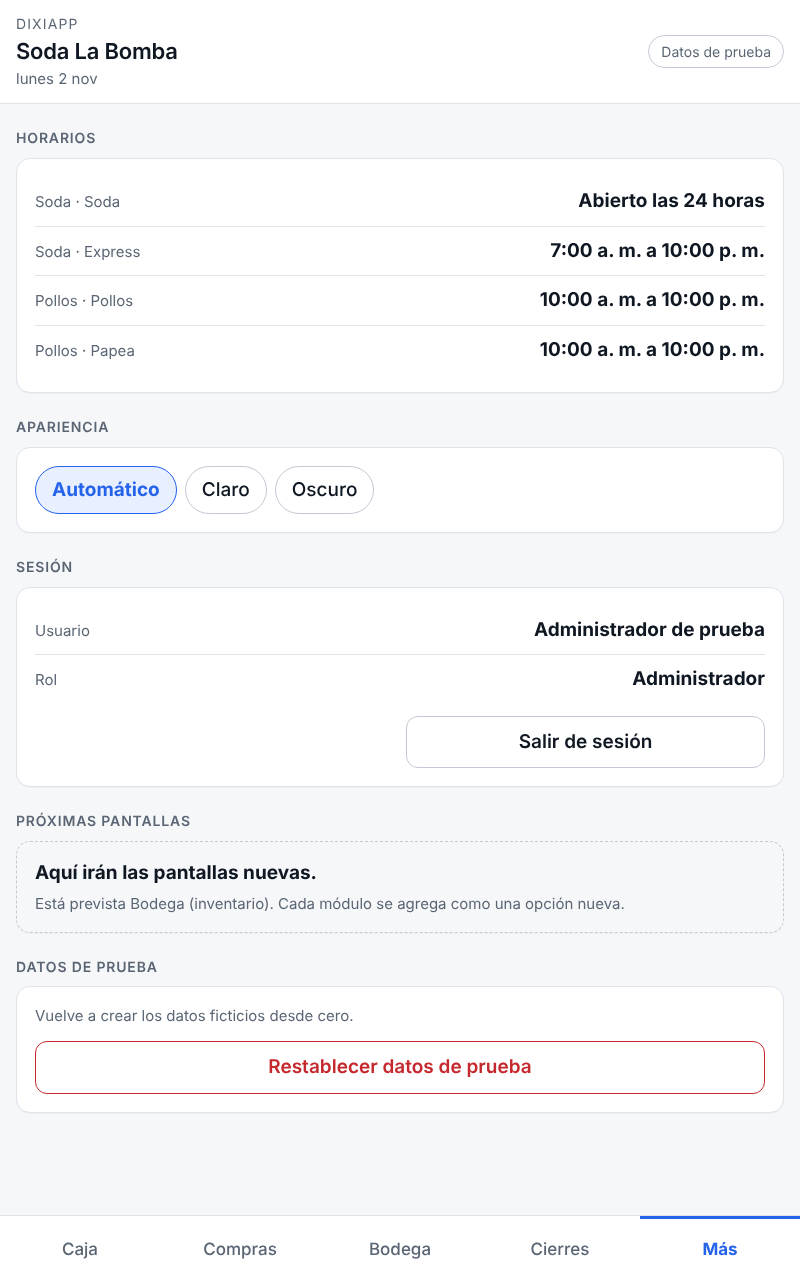 DIXIAPP
Soda La Bomba
lunes 2 nov
Datos de prueba
HORARIOS
Soda · Soda
Abierto las 24 horas
Soda · Express
7:00 a. m. a 10:00 p. m.
Pollos · Pollos
10:00 a. m. a 10:00 p. m.
Pollos · Papea
10:00 a. m. a 10:00 p. m.
APARIENCIA
Automático
Claro
Oscuro
SESIÓN
Usuario
Administrador de prueba
Rol
Administrador
Salir de sesión
PRÓXIMAS PANTALLAS
Aquí irán las pantallas nuevas.
Está prevista Bodega (inventario). Cada módulo se agrega como una opción nueva.
DATOS DE PRUEBA
Vuelve a crear los datos ficticios desde cero.
Restablecer datos de prueba
Caja
Compras
Bodega
Cierres
Más